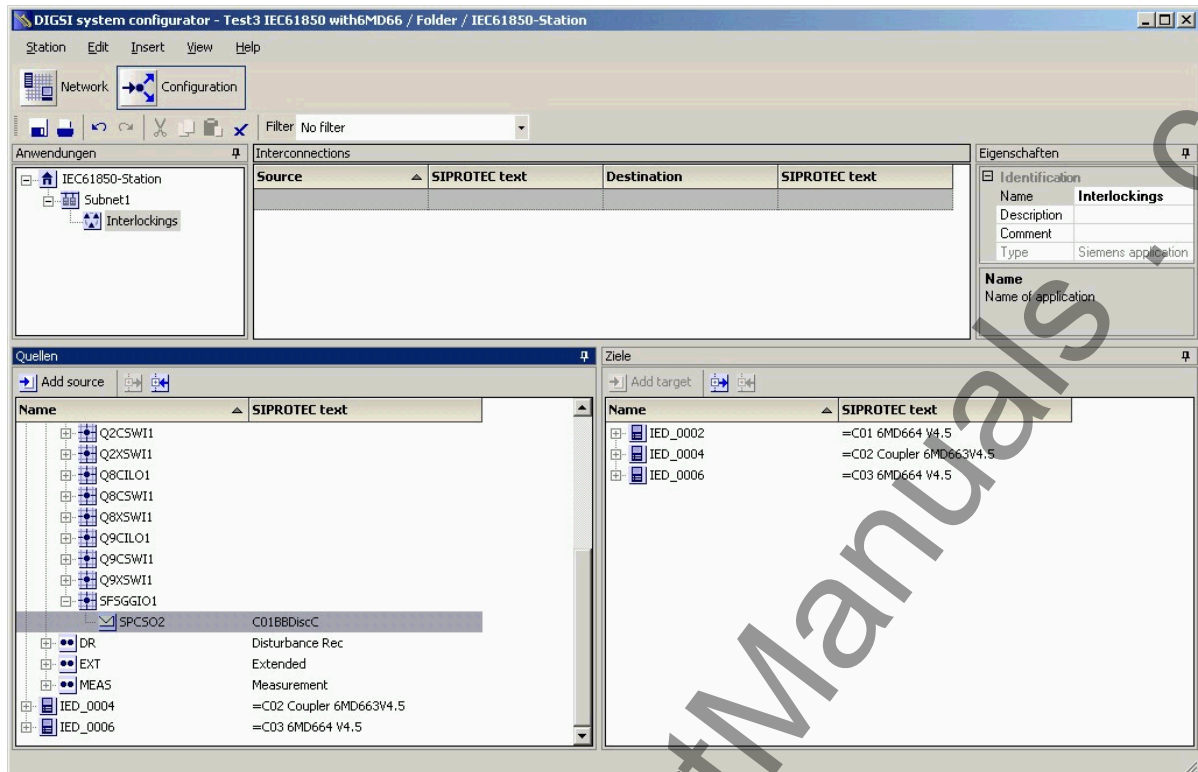 DIGSI system configurator - Test3 IEC61850 with6MD66 / Folder / IEC61850-Station
Station Edit Insert View Help
Network Configuration
Filter No filter
Anwendungen
IEC61850-Station
Subnet1
Interlockings
Interconnections
Source SIPROTEC text Destination SIPROTEC text
Eigenschaften
Identification
Name Interlockings
Description
Comment
Type Siemens application
Name
Name of application
Quellen
Add source
Name SIPROTEC text
Q2CSWI1
Q2XSWI1
Q8CILO1
Q8CSWI1
Q8XSWI1
Q9CILO1
Q9CSWI1
Q9XSWI1
SFSGGIO1
SPCSO2 C01BBDiscC
DR Disturbance Rec
EXT Extended
MEAS Measurement
IED_0004 =C02 Coupler 6MD663V4.5
IED_0006 =C03 6MD664 V4.5
Ziele
Add target
Name SIPROTEC text
IED_0002 =C01 6MD664 V4.5
IED_0004 =C02 Coupler 6MD663V4.5
IED_0006 =C03 6MD664 V4.5
tManuals.c